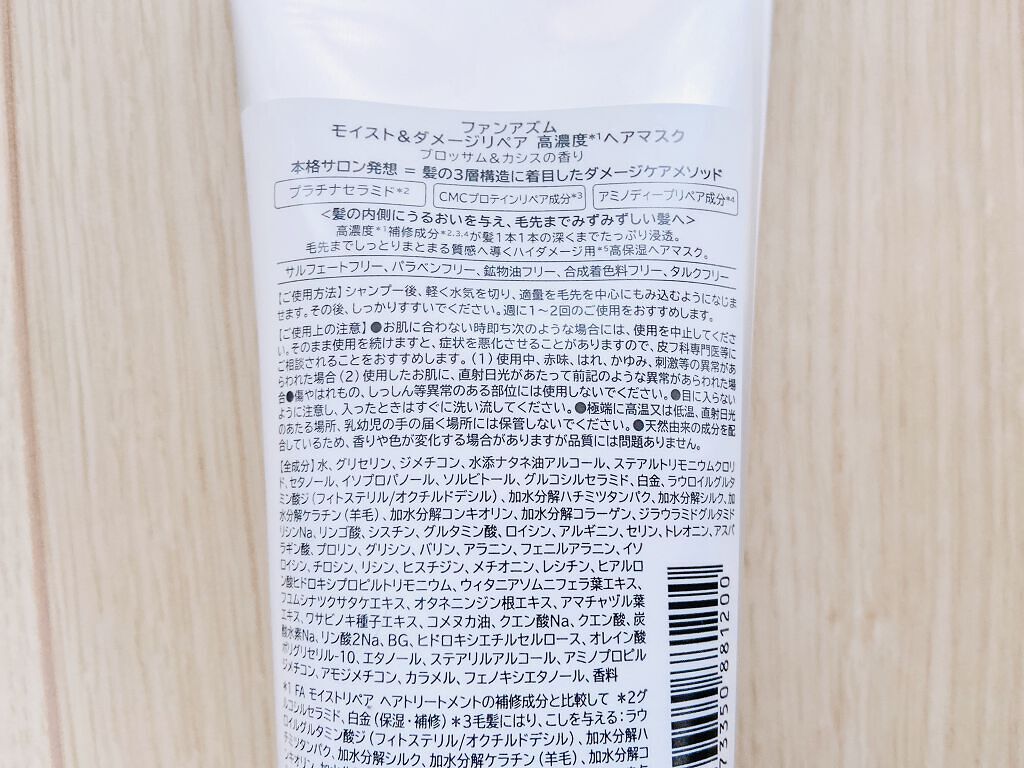 ファンアズム
モイスト&ダメージリペア 高濃度*1ヘアマスク
ブロッサム&カシスの香り
本格サロン発想 = 髪の3層構造に着目したダメージケアメソッド
プラチナセラミド*2 CMCプロテインリペア成分*3 アミノディープリペア成分*4
<髪の内側にうるおいを与え、毛先までみずみずしい髪へ>
高濃度*1補修成分*2,3,4が髪1本1本の深くまでたっぷり浸透。
毛先までしっとりまとまる質感へ導くハイダメージ用*5高保湿ヘアマスク。
サルフェートフリー、パラベンフリー、鉱物油フリー、合成着色料フリー、タルクフリー
【ご使用方法】シャンプー後、軽く水気を切り、適量を毛先を中心にもみ込むようになじま
せます。その後、しっかりすすいでください。週に1~2回のご使用をおすすめします。
【ご使用上の注意】●お肌に合わない時即ち次のような場合には、使用を中止してくださ
い。そのまま使用を続けますと、症状を悪化させることがありますので、皮フ科専門医等に
ご相談されることをおすすめします。(1)使用中、赤味、はれ、かゆみ、刺激等の異常があ
らわれた場合(2)使用したお肌に、直射日光があたって前記のような異常があらわれた場
合●傷やはれもの、しっしん等異常のある部位には使用しないでください。●目に入らない
ように注意し、入ったときはすぐに洗い流してください。●極端に高温又は低温、直射日光
のあたる場所、乳幼児の手の届く場所には保管しないでください。●天然由来の成分を配
合しているため、香りや色が変化する場合がありますが品質には問題ありません。
【全成分】水、グリセリン、ジメチコン、水添ナタネ油アルコール、ステアルトリモニウムクロリ
ド、セタノール、イソプロパノール、ソルビトール、グルコシルセラミド、白金、ラウロイルグルタ
ミン酸ジ(フィトステリル/オクチルドデシル)、加水分解ハチミツタンパク、加水分解シルク、加
水分解ケラチン(羊毛)、加水分解コンキオリン、加水分解コラーゲン、ジラウラミドグルタミド
リシンNa、リンゴ酸、シスチン、グルタミン酸、ロイシン、アルギニン、セリン、トレオニン、アスパ
ラギン酸、プロリン、グリシン、バリン、アラニン、フェニルアラニン、イソ
ロイシン、チロシン、リシン、ヒスチジン、メチオニン、レシチン、ヒアルロ
ン酸ヒドロキシプロピルトリモニウム、ウィタニアソムニフェラ葉エキス、
フユムシナツクサタケエキス、オタネニンジン根エキス、アマチャヅル葉
エキス、ワサビノキ種子エキス、コメヌカ油、クエン酸Na、クエン酸、炭
酸水素Na、リン酸2Na、BG、ヒドロキシエチルセルロース、オレイン酸
ポリグリセリル-10、エタノール、ステアリルアルコール、アミノプロピル
ジメチコン、アモジメチコン、カラメル、フェノキシエタノール、香料
*1 FA モイストリペア ヘアトリートメントの補修成分と比較して *2グ
ルコシルセラミド、白金(保湿・補修) *3毛髪にはり、こしを与える:ラウ
ロイルグルタミン酸ジ(フィトステリル/オクチルドデシル)、加水分解ハ
チミツタンパク、加水分解シルク、加水分解ケラチン(羊毛)、加水分解コ
ンキオリン、加水分解コ
733350881200